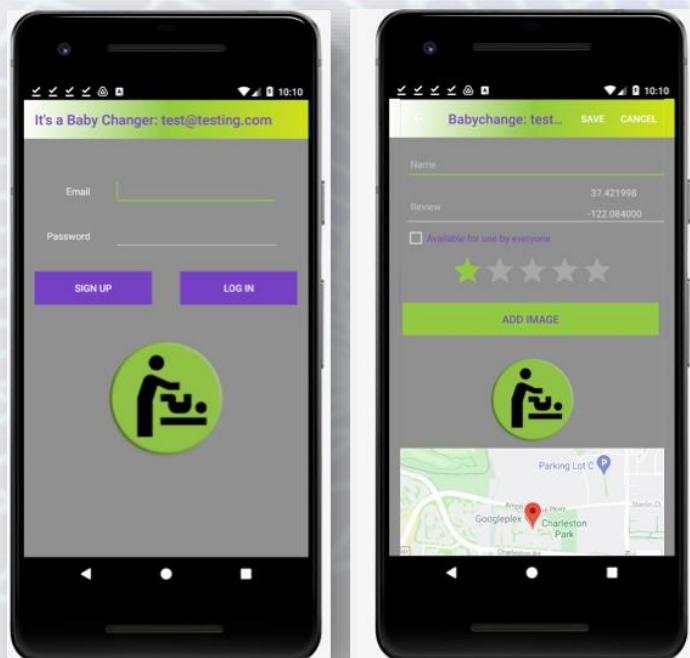 10:10
It's a Baby Changer: test@testing.com
Email
Password
SIGN UP
LOG IN
10:10
Babychange: test...
SAVE
CANCEL
Name
37.421998
Review
-122.084000
Available for use by everyone
ADD IMAGE
Parking Lot C
P
Googleplex
Charleston
Park
Charleston Rd